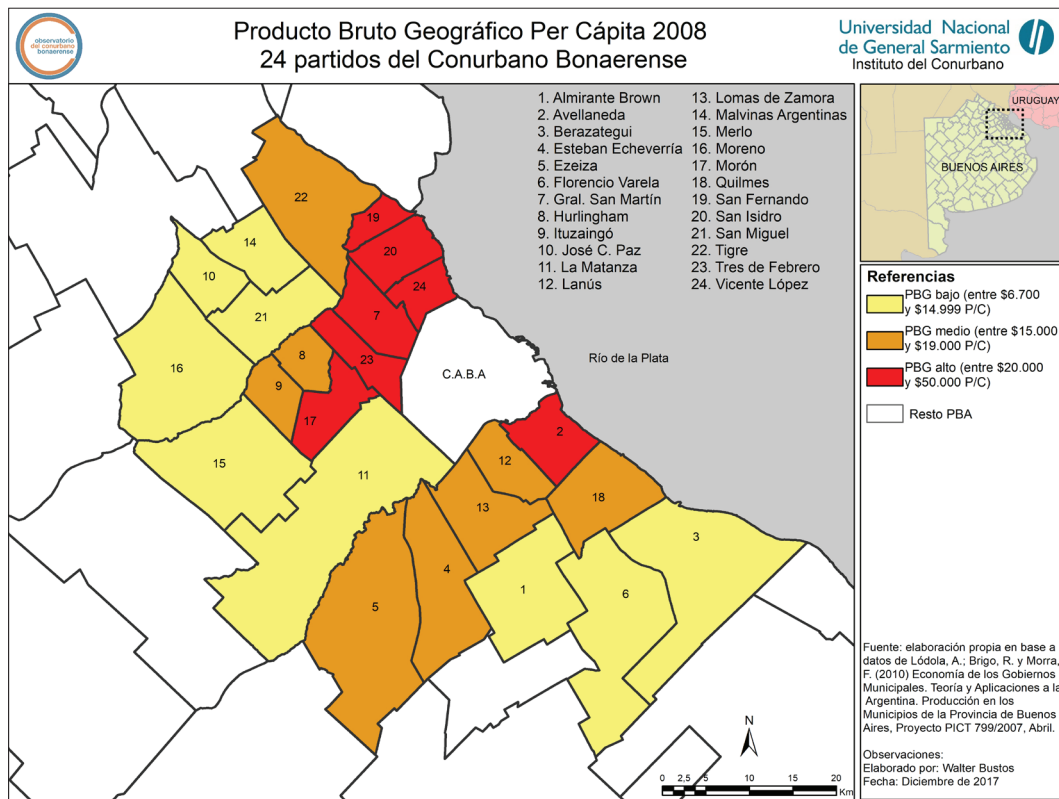 observatorio
del conurbano
bonaerense
Producto Bruto Geográfico Per Cápita 2008
24 partidos del Conurbano Bonaerense
Universidad Nacional
de General Sarmiento
Instituto del Conurbano
1. Almirante Brown
2. Avellaneda
3. Berazategui
4. Esteban Echeverría
5. Ezeiza
6. Florencio Varela
7. Gral. San Martín
8. Hurlingham
9. Ituzaingó
10. José C. Paz
11. La Matanza
12. Lanús
13. Lomas de Zamora
14. Malvinas Argentinas
15. Merlo
16. Moreno
17. Morón
18. Quilmes
19. San Fernando
20. San Isidro
21. San Miguel
22. Tigre
23. Tres de Febrero
24. Vicente López
22
19
20
14
10
24
21
7
8
23
16
9
17
C.A.B.A
Río de la Plata
2
15
11
12
13
18
3
4
1
6
5
N
0 2,5 5 10 15 20
Km
URUGUAY
BUENOS AIRES
Referencias
PBG bajo (entre $6.700
y $14.999 P/C)
PBG medio (entre $15.000
y $19.000 P/C)
PBG alto (entre $20.000
y $50.000 P/C)
Resto PBA
Fuente: elaboración propia en base a
datos de Lódola, A.; Brigo, R. y Morra,
F. (2010) Economía de los Gobiernos
Municipales. Teoría y Aplicaciones a la
Argentina. Producción en los
Municipios de la Provincia de Buenos
Aires, Proyecto PICT 799/2007, Abril.
Observaciones:
Elaborado por: Walter Bustos
Fecha: Diciembre de 2017